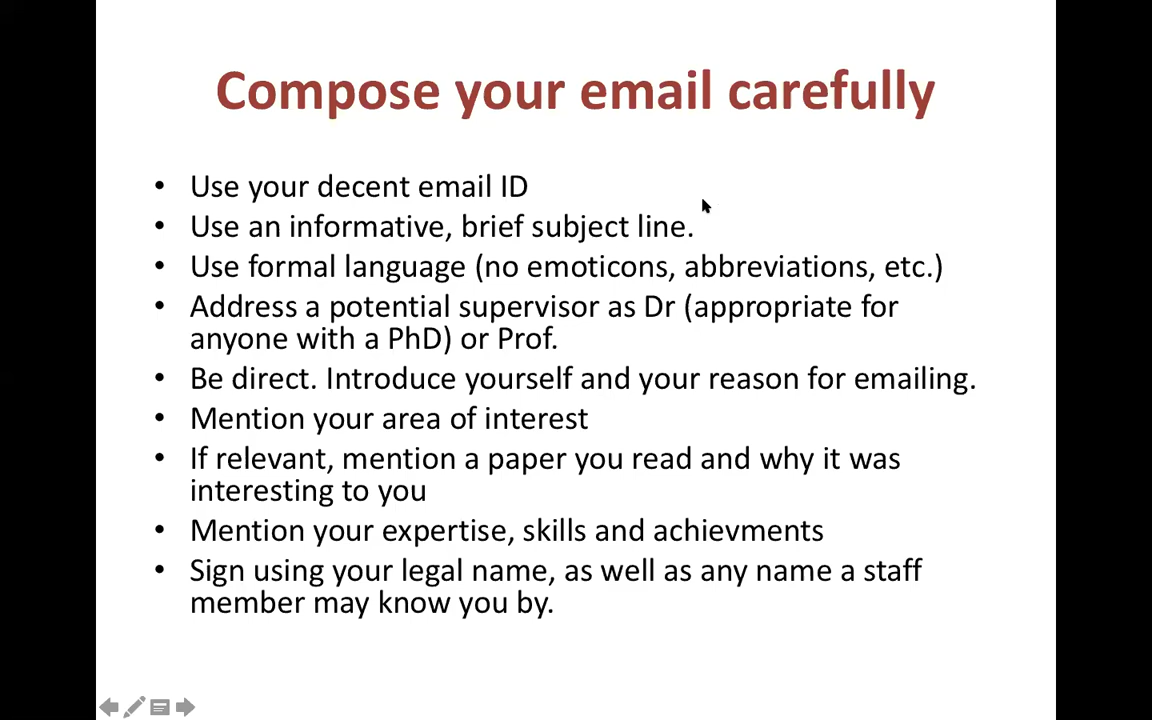 Compose your email carefully
• Use your decent email ID
• Use an informative, brief subject line.
• Use formal language (no emoticons, abbreviations, etc.)
• Address a potential supervisor as Dr (appropriate for
anyone with a PhD) or Prof.
• Be direct. Introduce yourself and your reason for emailing.
• Mention your area of interest
• If relevant, mention a paper you read and why it was
interesting to you
• Mention your expertise, skills and achievments
• Sign using your legal name, as well as any name a staff
member may know you by.